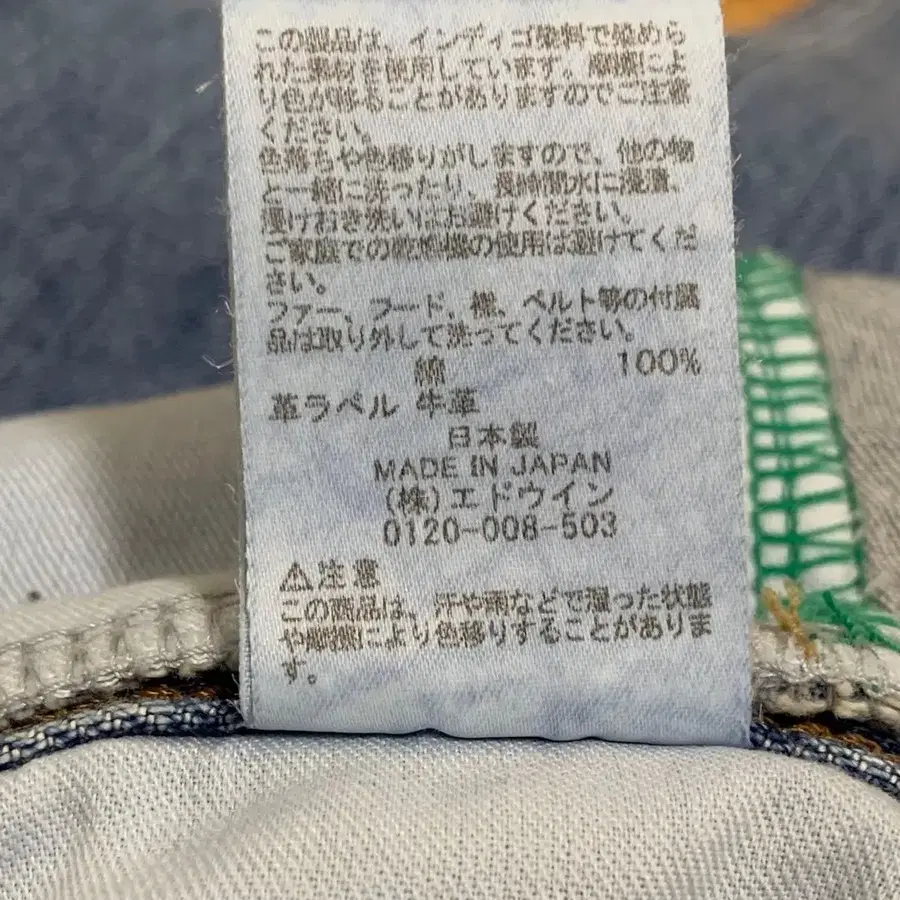 この製品は、インディゴ染料で染めら
れた素材を使用しています。摩擦によ
り色が移ることがありますのでご注意
ください。
色落ちや色移りがしますので、他の物
と一緒に洗ったり、長時間水に浸漬、
浸けおき洗いはお避けください。
ご家庭での乾燥機の使用は避けてくだ
さい。
ファー、フード、襟、ベルト等の付属
品は取り外して洗ってください。
綿 100%
革ラベル 牛革
日本製
MADE IN JAPAN
(株)エドウイン
0120-008-503
⚠注意
この商品は、汗や雨などで湿った状態
や摩擦により色移りすることがありま
す。